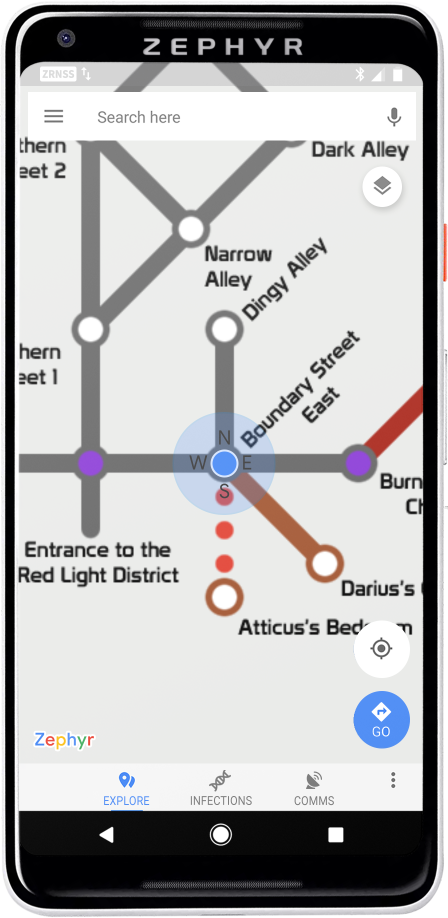 ZEPHYR
ZRNSS
Search here
thern
eet 2
Dark Alley
Narrow
Alley
Dingy Alley
hern
eet 1
Boundary Street
East
N
W E
S
Burn
Ch
Entrance to the
Red Light District
Darius's
Atticus's Bed m
GO
Zephyr
EXPLORE
INFECTIONS
COMMS